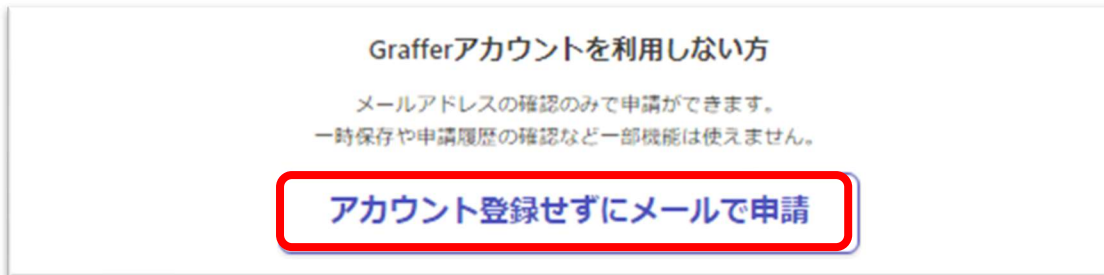 Grafferアカウントを利用しない方
メールアドレスの確認のみで申請ができます。
一時保存や申請履歴の確認など一部機能は使えません。
アカウント登録せずにメールで申請